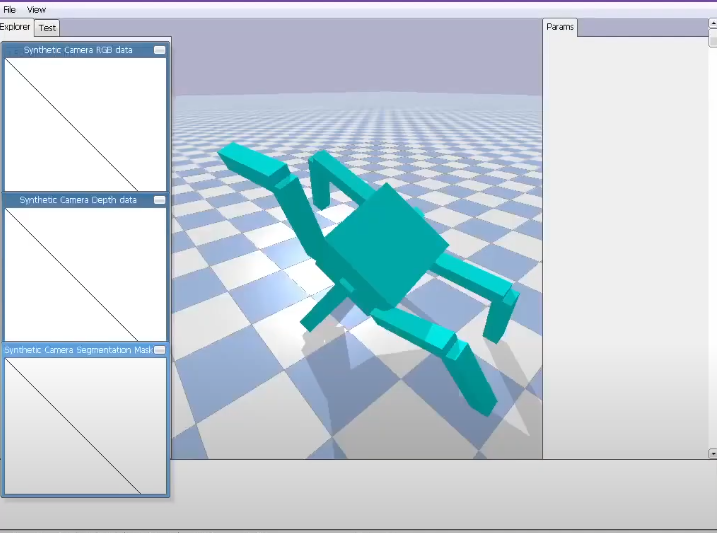 File View
Explorer Test
Params
Synthetic Camera RGB data
Synthetic Camera Depth data
Synthetic Camera Segmentation Mask